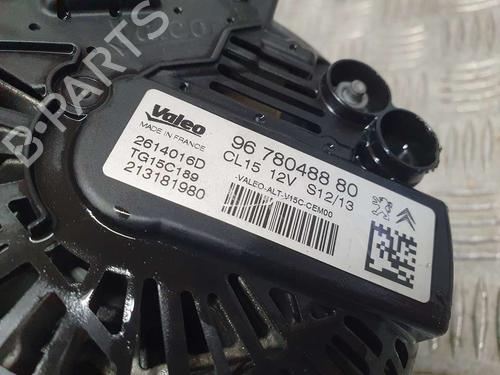 Valeo
MADE IN FRANCE
2614016D
TG15C189
213181980
96 780488 80
CL15 12V S12/13
-VALEO-ALT-V15C-CEM00
B-PARTS